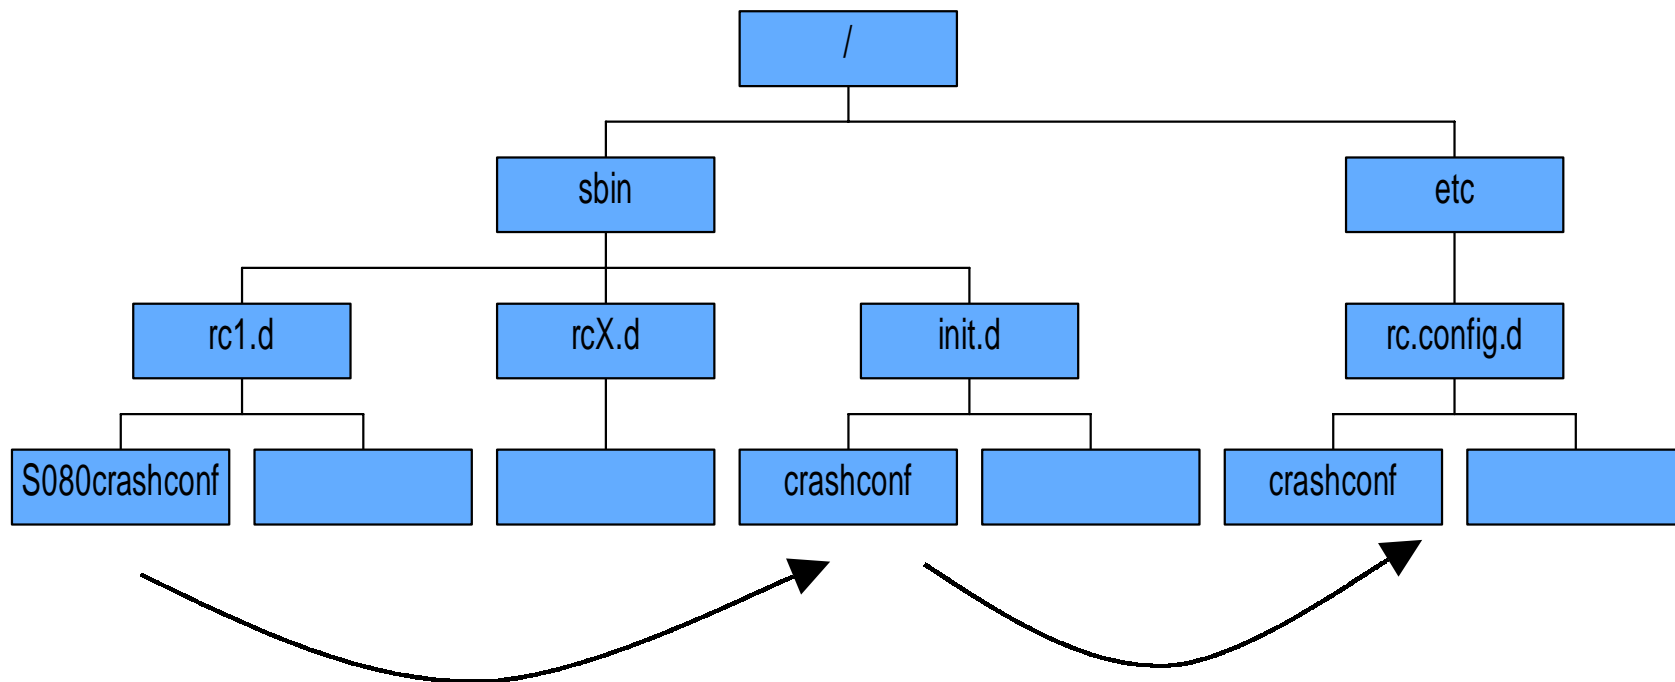 /
sbin
etc
rc1.d
rcX.d
init.d
rc.config.d
S080crashconf
crashconf
crashconf